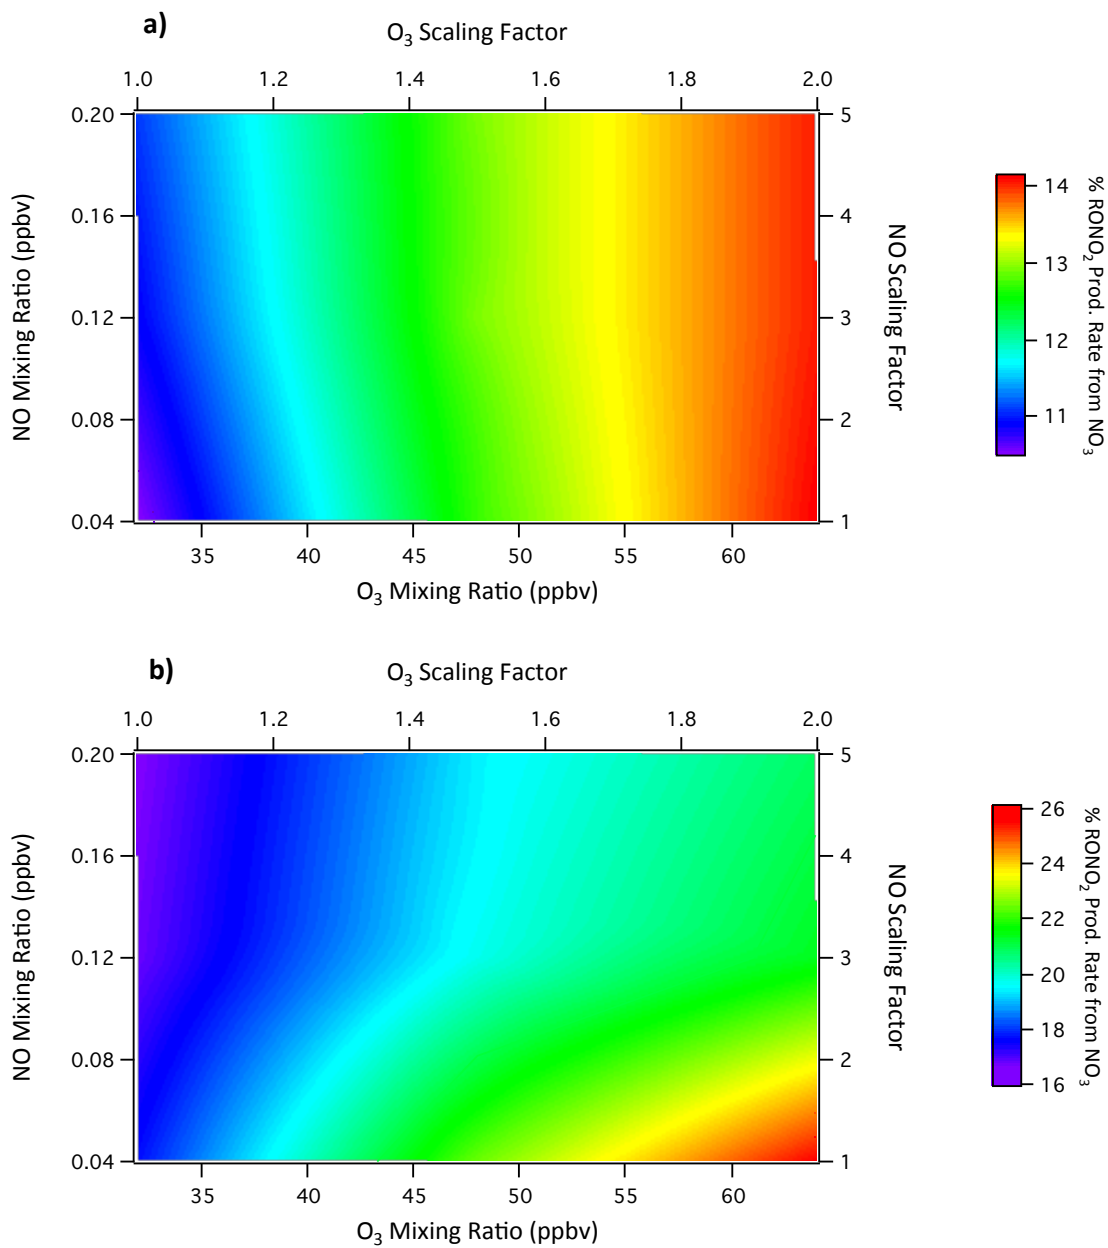 a)
O₃ Scaling Factor
1.0 1.2 1.4 1.6 1.8 2.0
NO Mixing Ratio (ppbv)
0.20
0.16
0.12
0.08
0.04
5
4
3
2
1
NO Scaling Factor
35 40 45 50 55 60
O₃ Mixing Ratio (ppbv)
14
13
12
11
% RONO₂ Prod. Rate from NO₃
b)
O₃ Scaling Factor
1.0 1.2 1.4 1.6 1.8 2.0
NO Mixing Ratio (ppbv)
0.20
0.16
0.12
0.08
0.04
5
4
3
2
1
NO Scaling Factor
35 40 45 50 55 60
O₃ Mixing Ratio (ppbv)
26
24
22
20
18
16
% RONO₂ Prod. Rate from NO₃